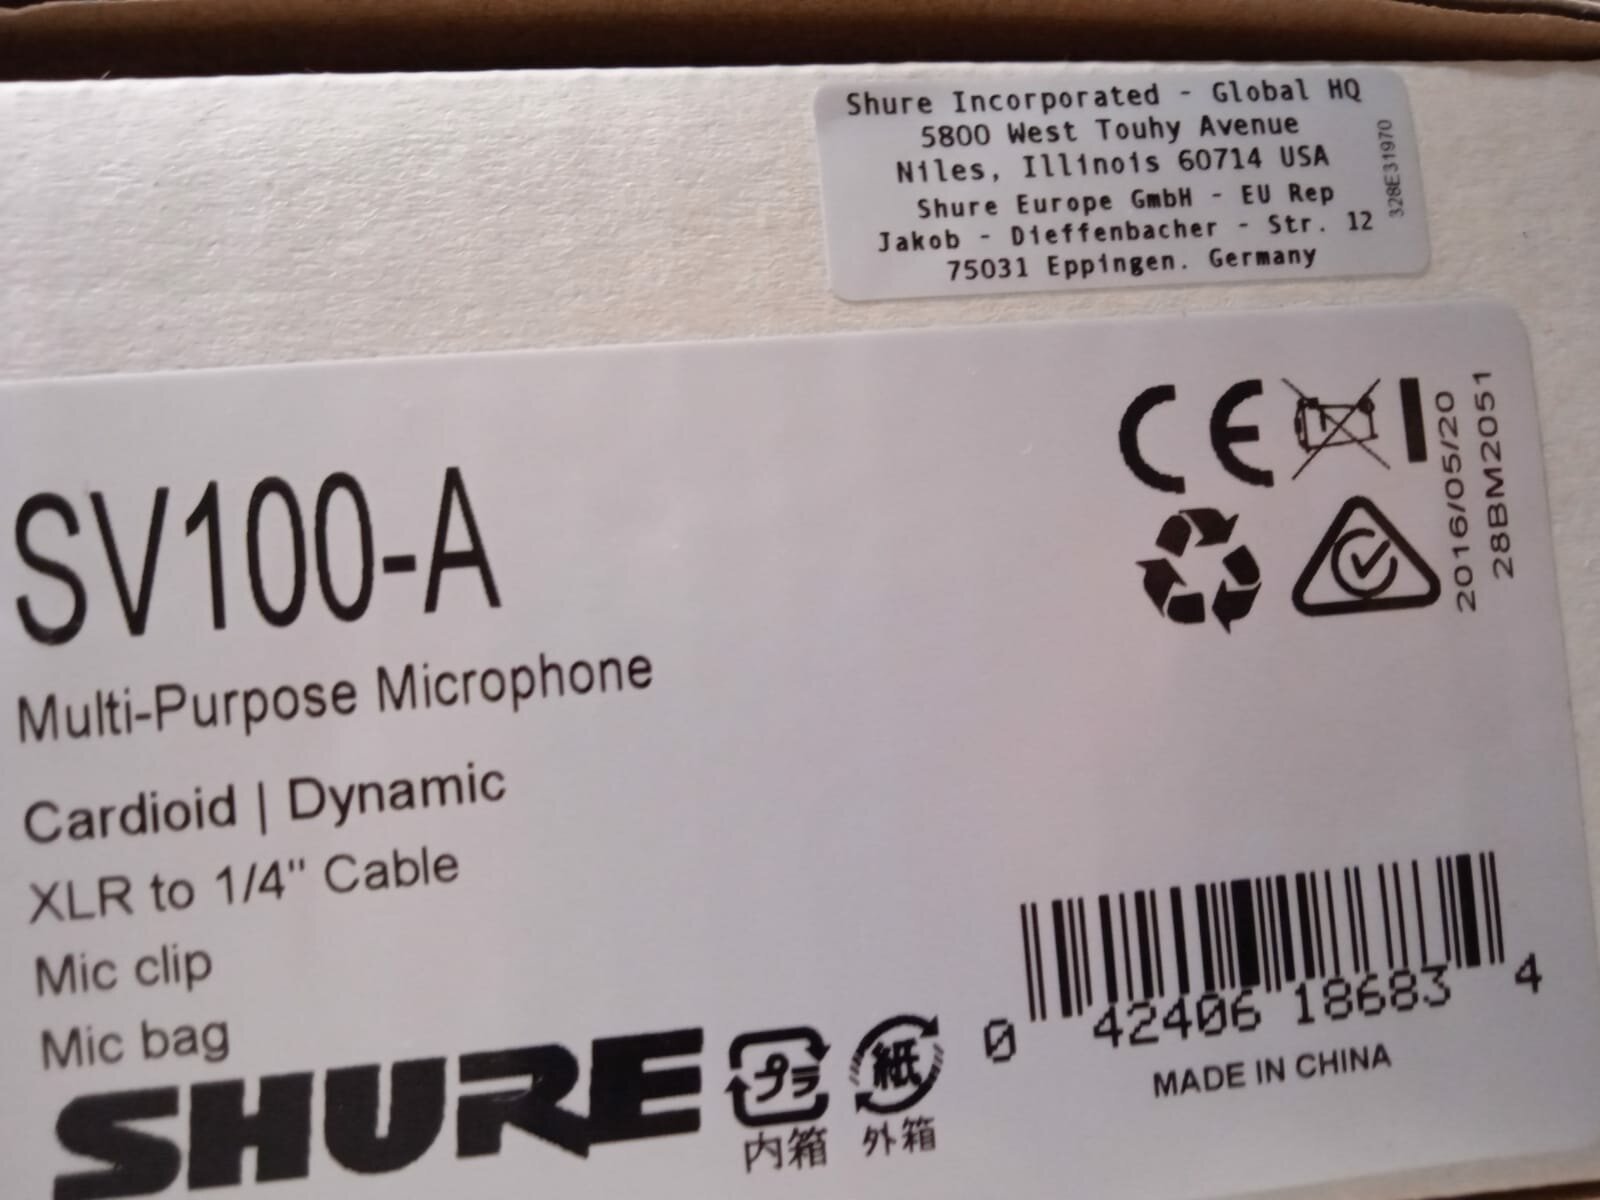 Shure Incorporated - Global HQ
5800 West Touhy Avenue
Niles, Illinois 60714 USA
Shure Europe GmbH - EU Rep
Jakob - Dieffenbacher - Str. 12
75031 Eppingen. Germany
328E31970
SV100-A
Multi-Purpose Microphone
Cardioid | Dynamic
XLR to 1/4" Cable
Mic clip
Mic bag
SHURE
CE
2016/05/20
28BM2051
プラ
内箱
紙
外箱
0 42406 18683 4
MADE IN CHINA